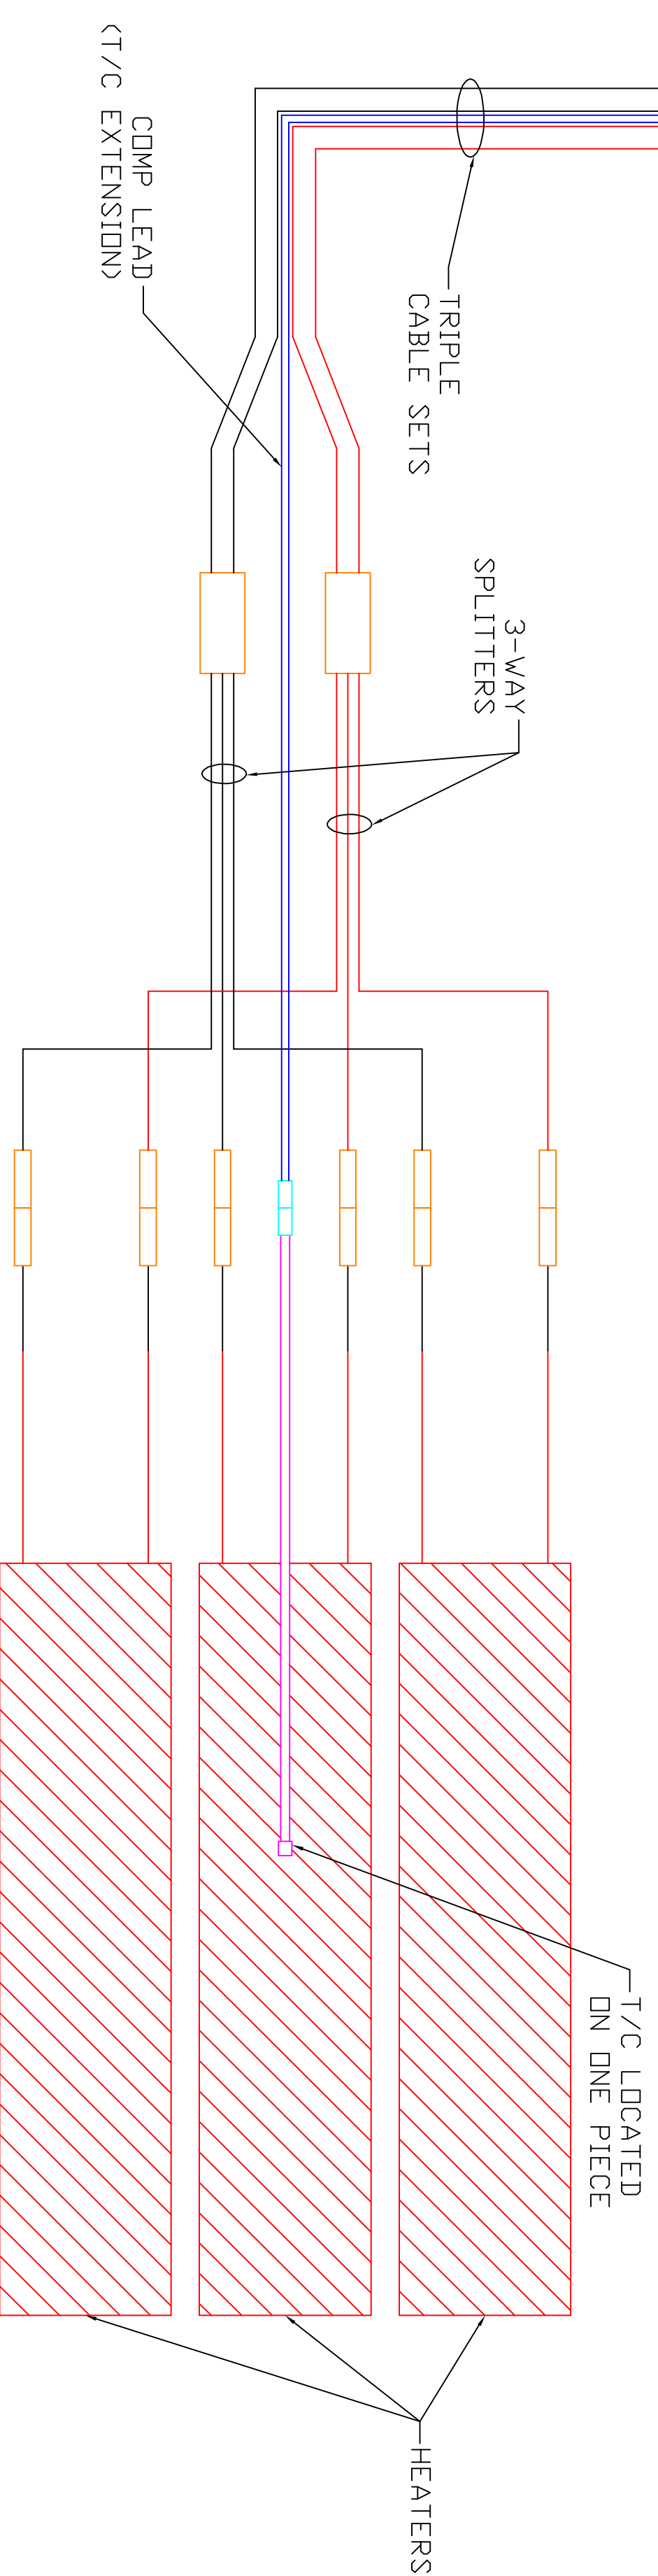 COMP LEAD
(T/C EXTENSION)
TRIPLE
CABLE SETS
3-WAY
SPLITTERS
T/C LOCATED
ON ONE PIECE
HEATERS